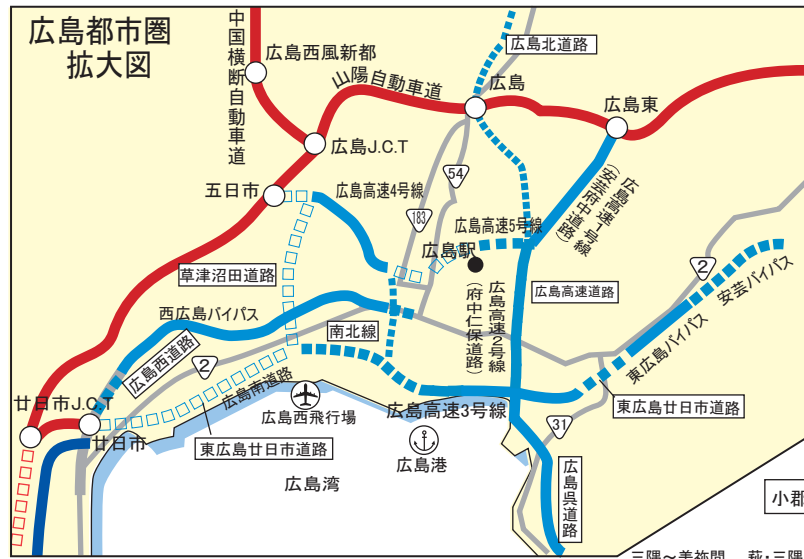 広島都市圏
拡大図
中国横断自動車道
広島西風新都
山陽自動車道
広島北道路
広島
広島東
広島J.C.T
五日市
広島高速4号線
54
183
広島高速1号線
(安芸府中道路)
広島高速5号線
広島駅
草津沼田道路
広島高速2号線
(府中仁保道路)
広島高速道路
2
安芸バイパス
西広島バイパス
南北線
東広島バイパス
広島西道路
2
廿日市J.C.T
廿日市
広島南道路
広島西飛行場
広島高速3号線
東広島廿日市道路
東広島廿日市道路
31
広島港
広島湾
広島呉道路
小郡